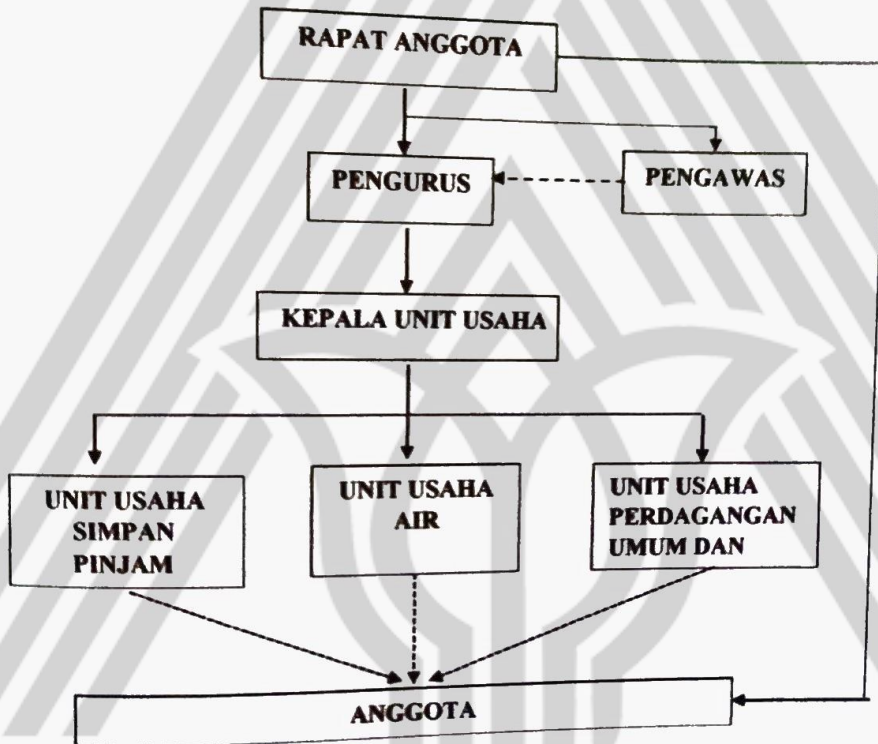 RAPAT ANGGOTA
PENGURUS
PENGAWAS
KEPALA UNIT USAHA
UNIT USAHA
SIMPAN
PINJAM
UNIT USAHA
AIR
UNIT USAHA
PERDAGANGAN
UMUM DAN
ANGGOTA